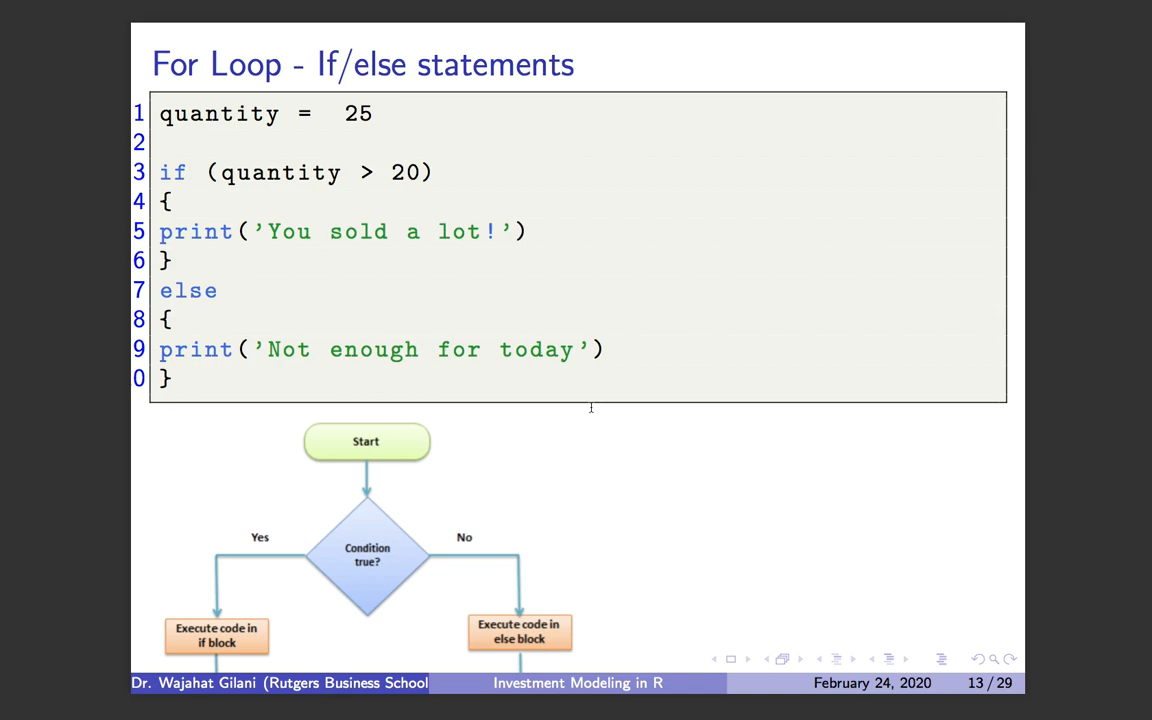 For Loop - If/else statements
1 quantity = 25
2
3 if (quantity > 20)
4 {
5 print('You sold a lot!')
6 }
7 else
8 {
9 print('Not enough for today')
0 }
Start
Condition
true?
Yes
No
Execute code in
if block
Execute code in
else block
Dr. Wajahat Gilani (Rutgers Business School
Investment Modeling in R
February 24, 2020
13 / 29